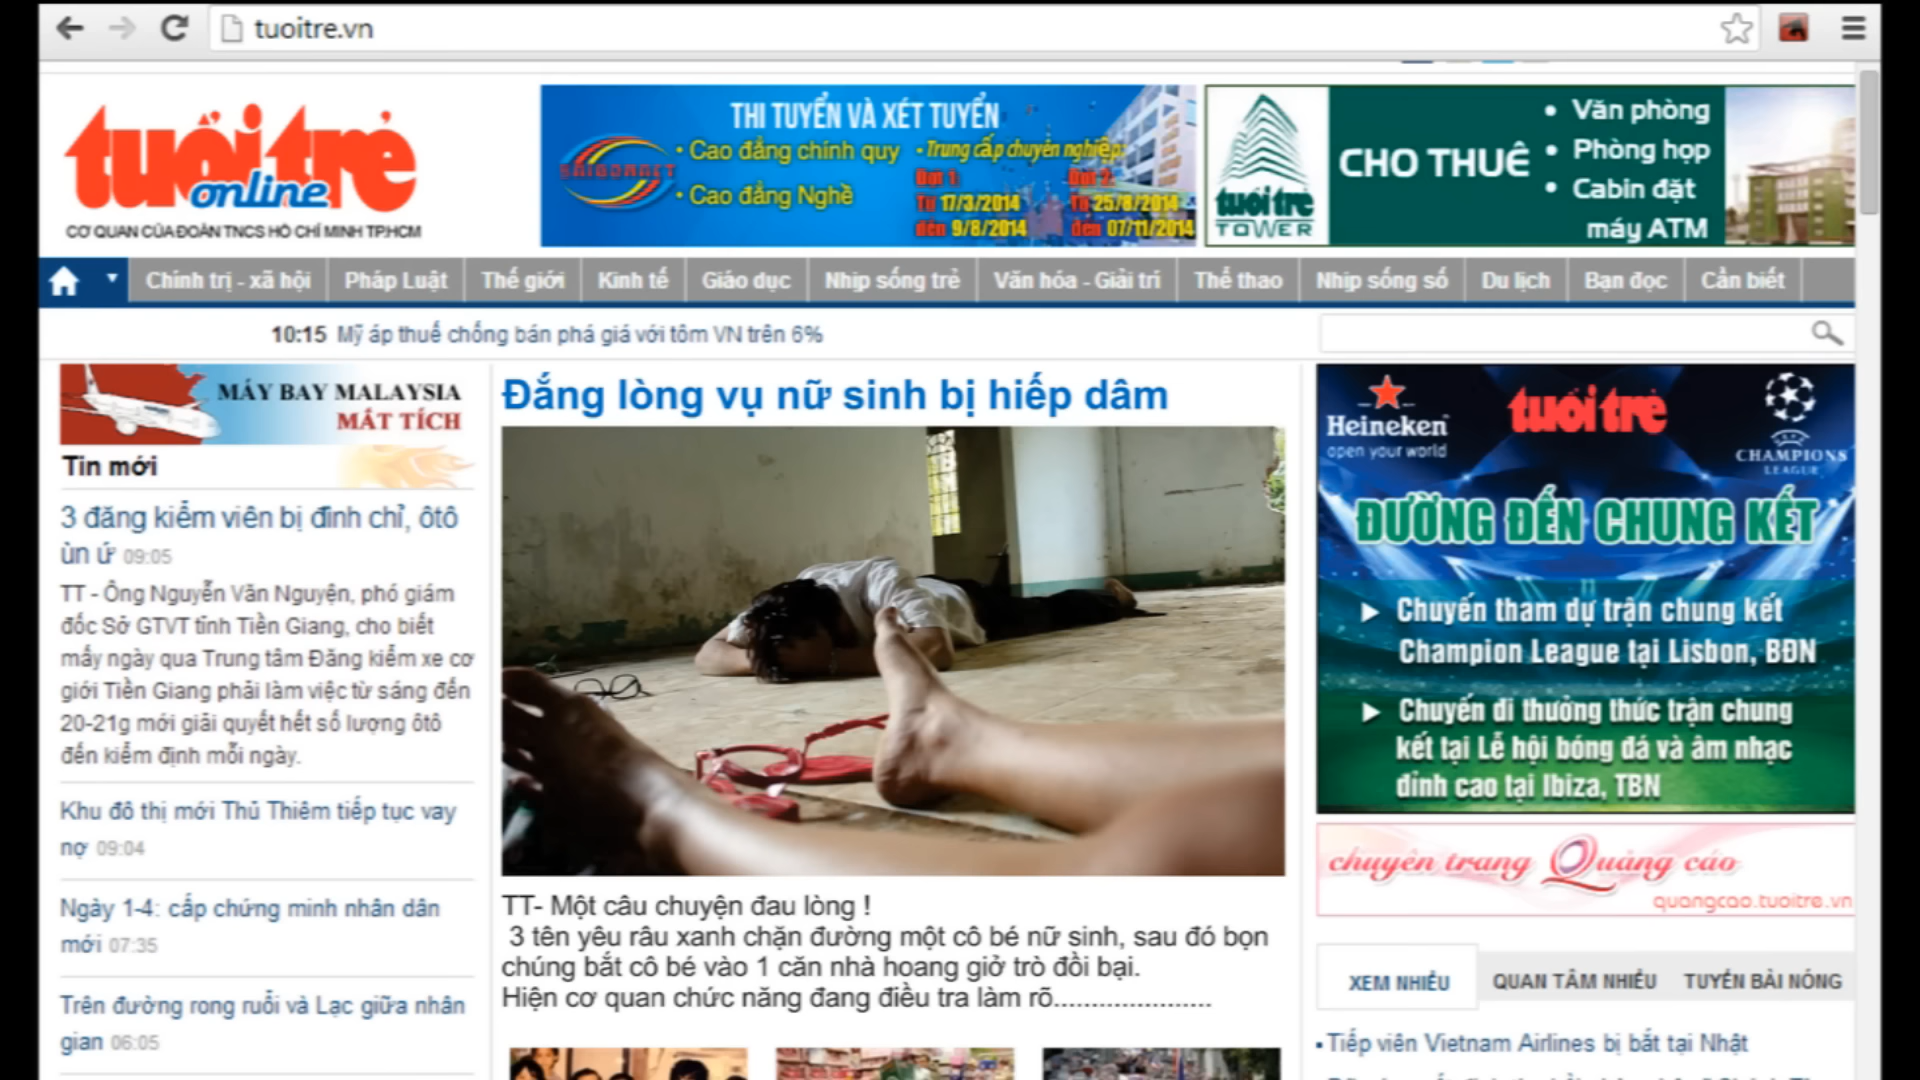 tuoitre.vn
tuổi trẻ
online
CƠ QUAN CỦA ĐOÀN TNCS HỒ CHÍ MINH TP.HCM
THI TUYỂN VÀ XÉT TUYỂN
SAIGONACT
• Cao đẳng chính quy
• Cao đẳng Nghề
• Trung cấp chuyên nghiệp:
Đợt 1:
Từ 17/3/2014
đến 9/8/2014
Đợt 2:
Từ 25/8/2014
đến 07/11/2014
tuổi trẻ
TOWER
CHO THUÊ
• Văn phòng
• Phòng họp
• Cabin đặt
máy ATM
Chính trị - xã hội Pháp Luật Thế giới Kinh tế Giáo dục Nhịp sống trẻ Văn hóa - Giải trí Thể thao Nhịp sống số Du lịch Bạn đọc Cần biết
10:15 Mỹ áp thuế chống bán phá giá với tôm VN trên 6%
MÁY BAY MALAYSIA
MẤT TÍCH
Tin mới
3 đăng kiểm viên bị đình chỉ, ôtô
ùn ứ 09:05
TT - Ông Nguyễn Văn Nguyện, phó giám
đốc Sở GTVT tỉnh Tiền Giang, cho biết
mấy ngày qua Trung tâm Đăng kiểm xe cơ
giới Tiền Giang phải làm việc từ sáng đến
20-21g mới giải quyết hết số lượng ôtô
đến kiểm định mỗi ngày.
Khu đô thị mới Thủ Thiêm tiếp tục vay
nợ 09:04
Ngày 1-4: cấp chứng minh nhân dân
mới 07:35
Trên đường rong ruổi và Lạc giữa nhân
gian 06:05
Đắng lòng vụ nữ sinh bị hiếp dâm
TT- Một câu chuyện đau lòng !
3 tên yêu râu xanh chặn đường một cô bé nữ sinh, sau đó bọn
chúng bắt cô bé vào 1 căn nhà hoang giở trò đồi bại.
Hiện cơ quan chức năng đang điều tra làm rõ.....................
Heineken
open your world
tuổi trẻ
CHAMPIONS
LEAGUE
ĐƯỜNG ĐẾN CHUNG KẾT
Chuyến tham dự trận chung kết
Champion League tại Lisbon, BĐN
Chuyến đi thưởng thức trận chung
kết tại Lễ hội bóng đá và âm nhạc
đỉnh cao tại Ibiza, TBN
chuyên trang Quảng cáo
quangcao.tuoitre.vn
XEM NHIỀU QUAN TÂM NHIỀU TUYẾN BÀI NÓNG
Tiếp viên Vietnam Airlines bị bắt tại Nhật